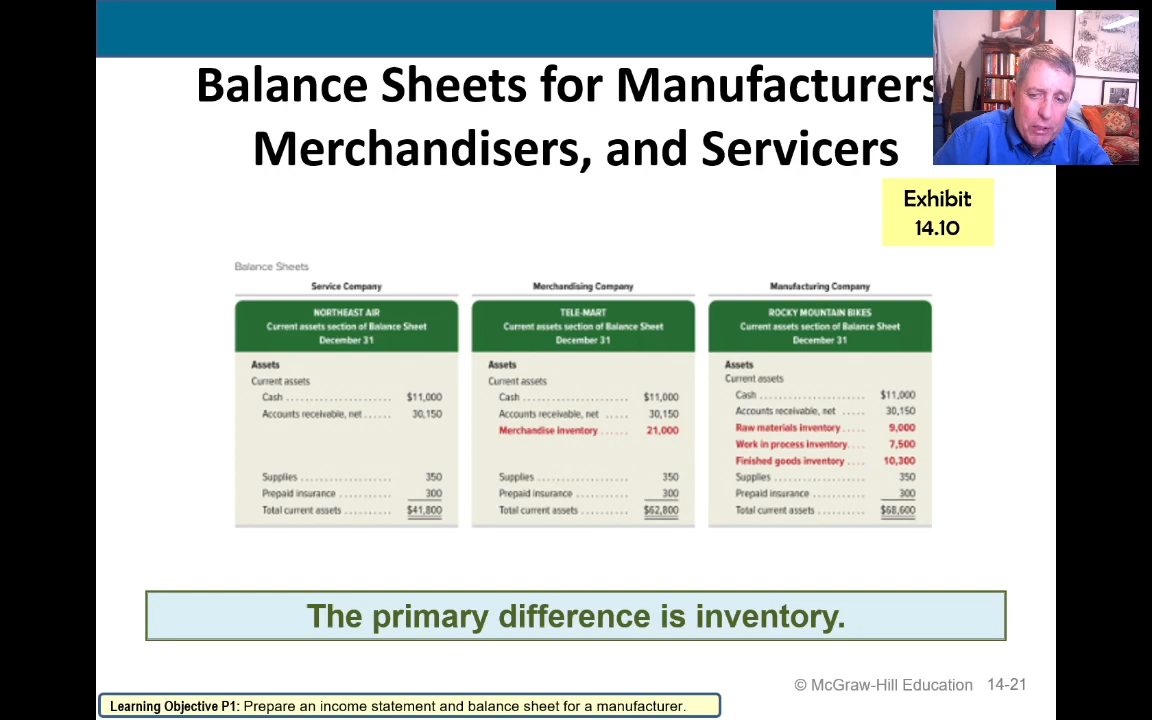 Balance Sheets for Manufacturers
Merchandisers, and Servicers
Exhibit
14.10
Balance Sheets
Service Company
NORTHEAST AIR
Current assets section of Balance Sheet
December 31
Assets
Current assets
Cash ........................ $11,000
Accounts receivable, net ...... 30,150
Supplies ........................ 350
Prepaid insurance .............. 300
Total current assets .......... $41,800
Merchandising Company
TELE-MART
Current assets section of Balance Sheet
December 31
Assets
Current assets
Cash ........................ $11,000
Accounts receivable, net ..... 30,150
Merchandise inventory ...... 21,000
Supplies ........................ 350
Prepaid insurance .............. 300
Total current assets .......... $62,800
Manufacturing Company
ROCKY MOUNTAIN BIKES
Current assets section of Balance Sheet
December 31
Assets
Current assets
Cash ........................ $11,000
Accounts receivable, net ..... 30,150
Raw materials inventory ..... 9,000
Work in process inventory.... 7,500
Finished goods inventory .... 10,300
Supplies ........................ 350
Prepaid insurance .............. 300
Total current assets .......... $68,600
The primary difference is inventory.
© McGraw-Hill Education 14-21
Learning Objective P1: Prepare an income statement and balance sheet for a manufacturer.